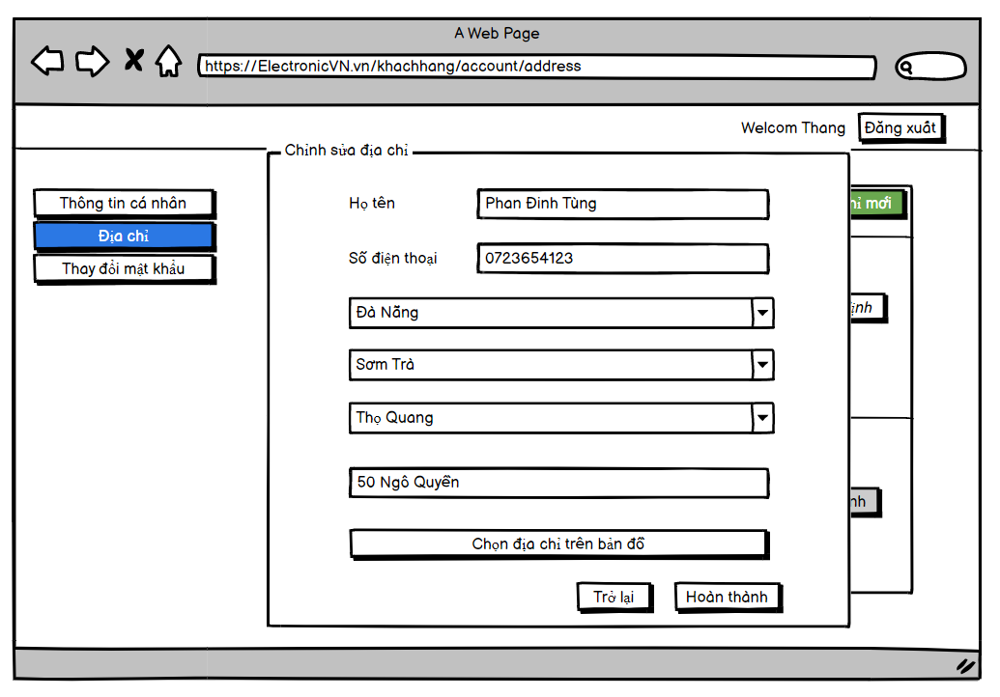 A Web Page
https://ElectronicVN.vn/khachhang/account/address
Welcom Thang
Đăng xuất
Chỉnh sửa địa chỉ
Thông tin cá nhân
Địa chỉ
Thay đổi mật khẩu
Họ tên
Phan Đinh Tùng
hỉ mới
Số điện thoại
0723654123
Đà Nẵng
ịnh
Sơm Trà
Thọ Quang
50 Ngô Quyền
nh
Chọn địa chỉ trên bản đồ
Trở lại
Hoàn thành